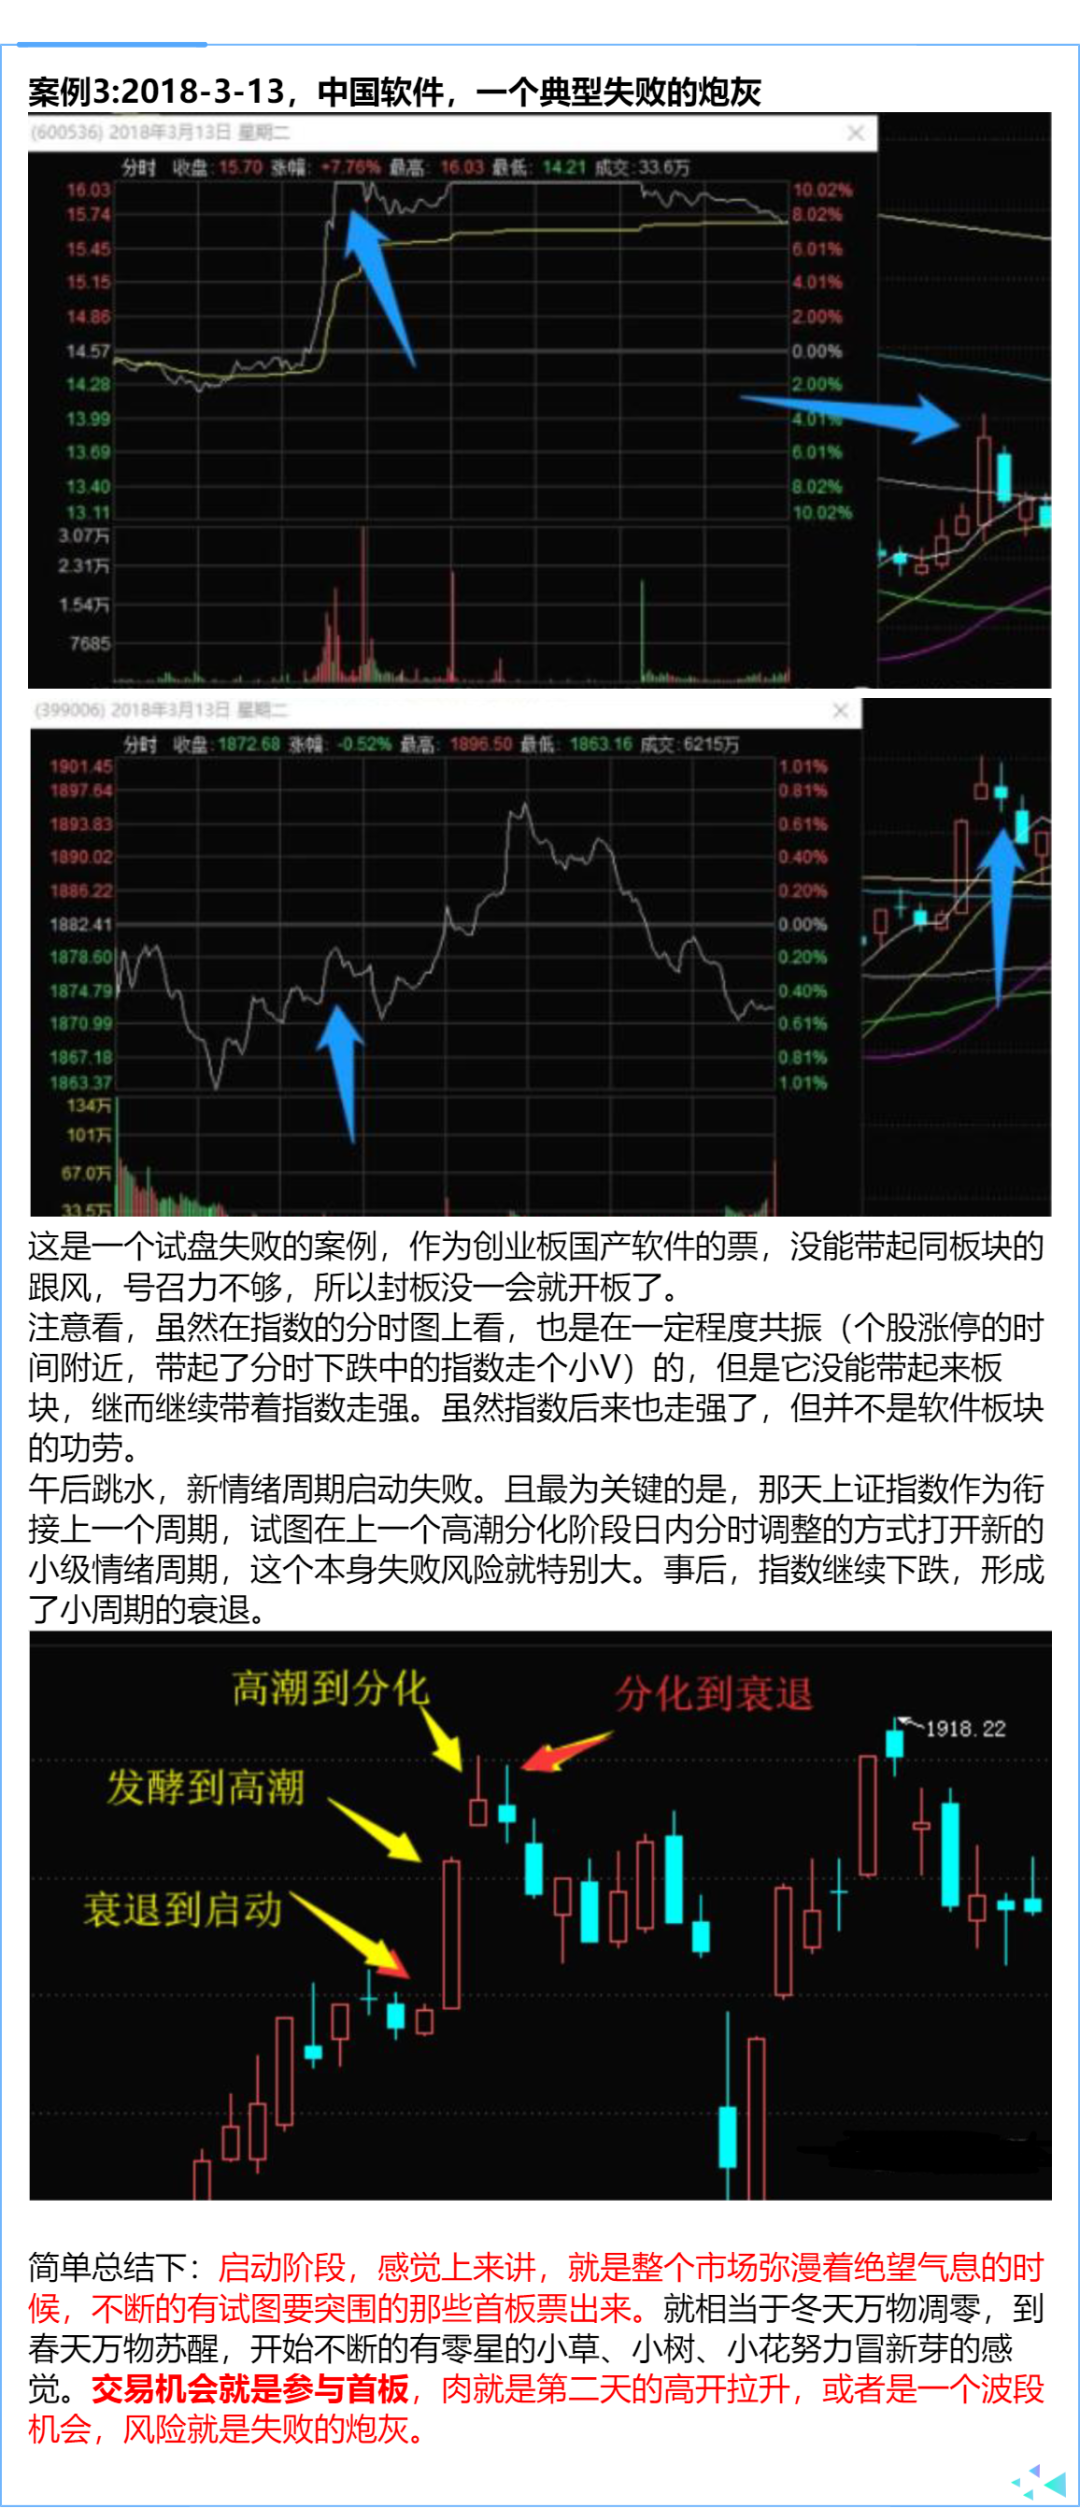 案例3:2018-3-13，中国软件，一个典型失败的炮灰
(600536) 2018年3月13日 星期二
分时 收盘:15.70 涨幅: +7.76% 最高: 16.03 最低: 14.21 成交:33.6万
16.03 10.02%
15.74 8.02%
15.45 6.01%
15.15 4.01%
14.86 2.00%
14.57 0.00%
14.28 2.00%
13.99 4.01%
13.69 6.01%
13.40 8.02%
13.11 10.02%
3.07万
2.31万
1.54万
7685
(399006) 2018年3月13日 星期二
分时 收盘:1872.68 涨幅: -0.52% 最高: 1896.50 最低: 1863.16 成交:6215万
1901.45 1.01%
1897.64 0.81%
1893.83 0.61%
1890.02 0.40%
1886.22 0.20%
1882.41 0.00%
1878.60 0.20%
1874.79 0.40%
1870.99 0.61%
1867.18 0.81%
1863.37 1.01%
134万
101万
67.0万
33.5万
这是一个试盘失败的案例，作为创业板国产软件的票，没能带起同板块的
跟风，号召力不够，所以封板没一会就开板了。
注意看，虽然在指数的分时图上看，也是在一定程度共振（个股涨停的时
间附近，带起了分时下跌中的指数走个小V）的，但是它没能带起来板
块，继而继续带着指数走强。虽然指数后来也走强了，但并不是软件板块
的功劳。
午后跳水，新情绪周期启动失败。且最为关键的是，那天上证指数作为衔
接上一个周期，试图在上一个高潮分化阶段日内分时调整的方式打开新的
小级情绪周期，这个本身失败风险就特别大。事后，指数继续下跌，形成
了小周期的衰退。
高潮到分化
分化到衰退
1918.22
发酵到高潮
衰退到启动
简单总结下：启动阶段，感觉上来讲，就是整个市场弥漫着绝望气息的时
候，不断的有试图要突围的那些首板票出来。就相当于冬天万物凋零，到
春天万物苏醒，开始不断的有零星的小草、小树、小花努力冒新芽的感
觉。交易机会就是参与首板，肉就是第二天的高开拉升，或者是一个波段
机会，风险就是失败的炮灰。